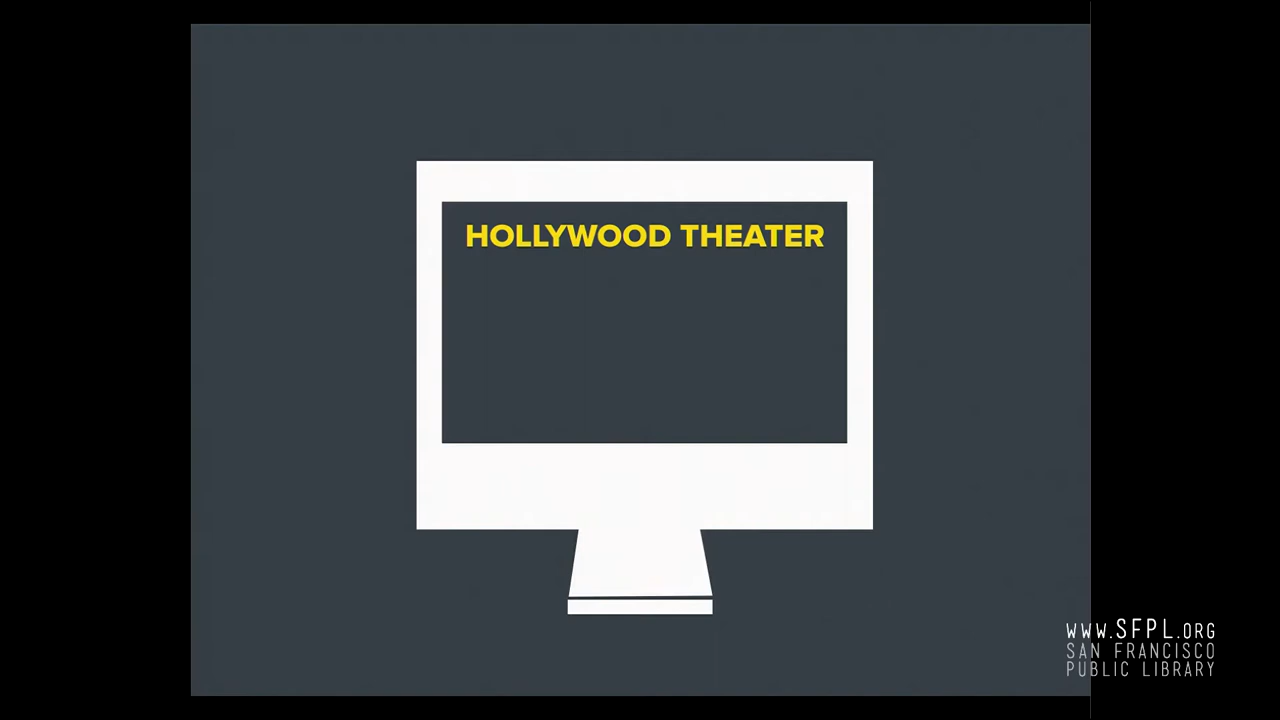 HOLLYWOOD THEATER
www.SFPL.ORG
SAN FRANCISCO
PUBLIC LIBRARY